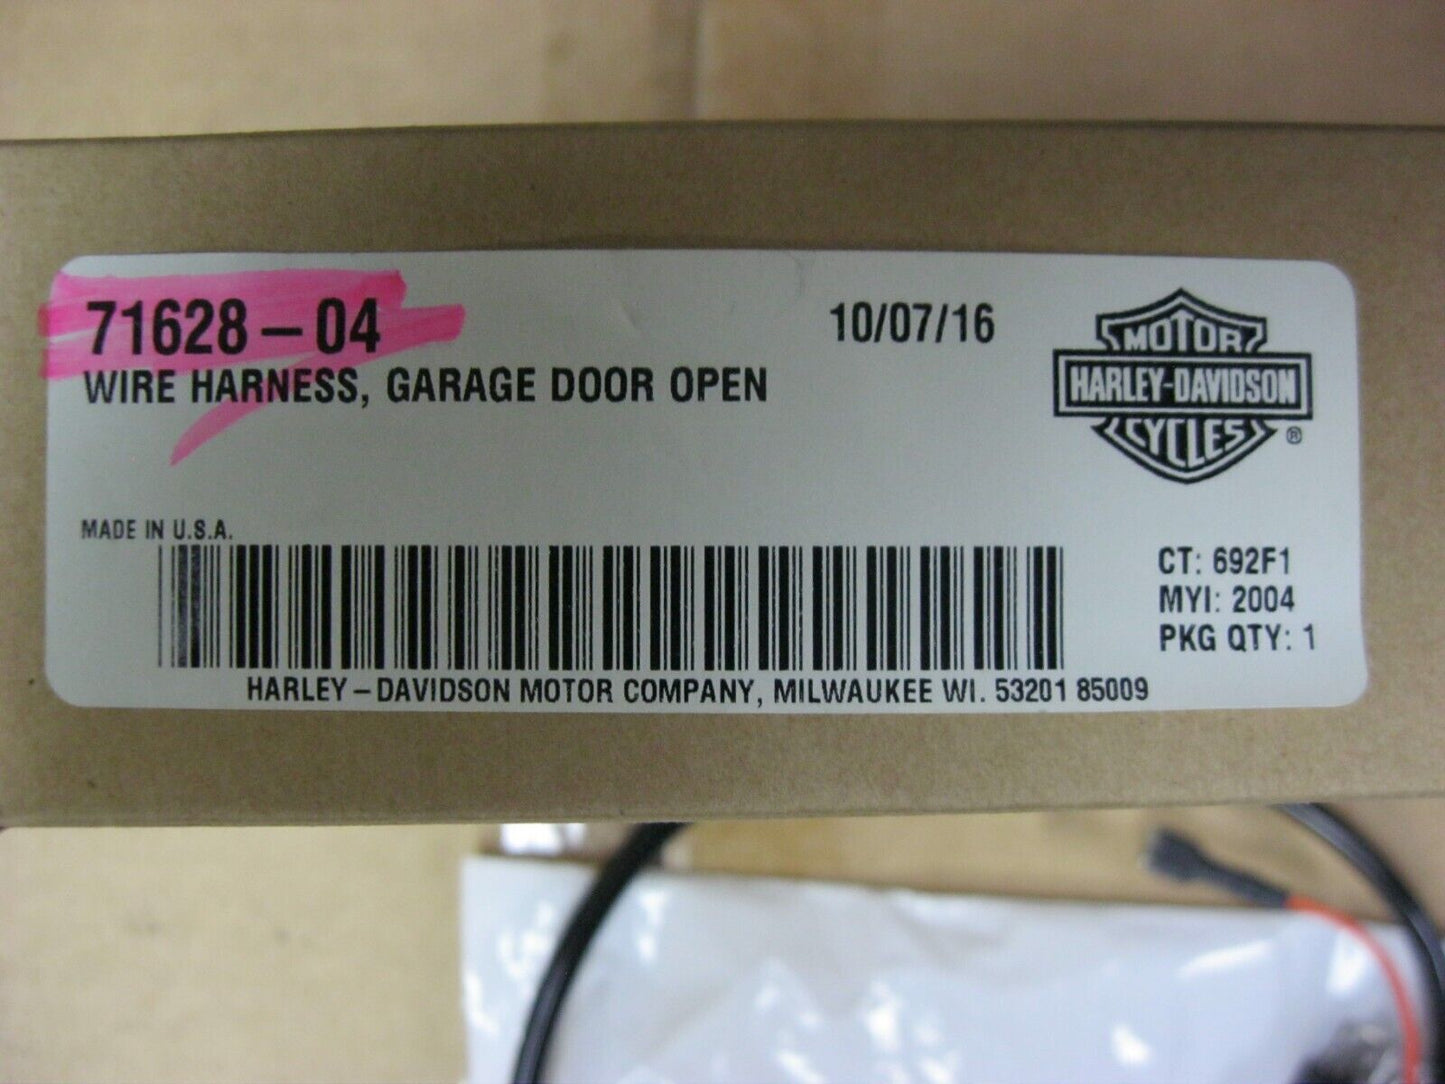 71628-04
10/07/16
WIRE HARNESS, GARAGE DOOR OPEN
MOTOR
HARLEY-DAVIDSON
CYCLES
®
MADE IN U.S.A.
CT: 692F1
MYI: 2004
PKG QTY: 1
HARLEY-DAVIDSON MOTOR COMPANY, MILWAUKEE WI. 53201 85009